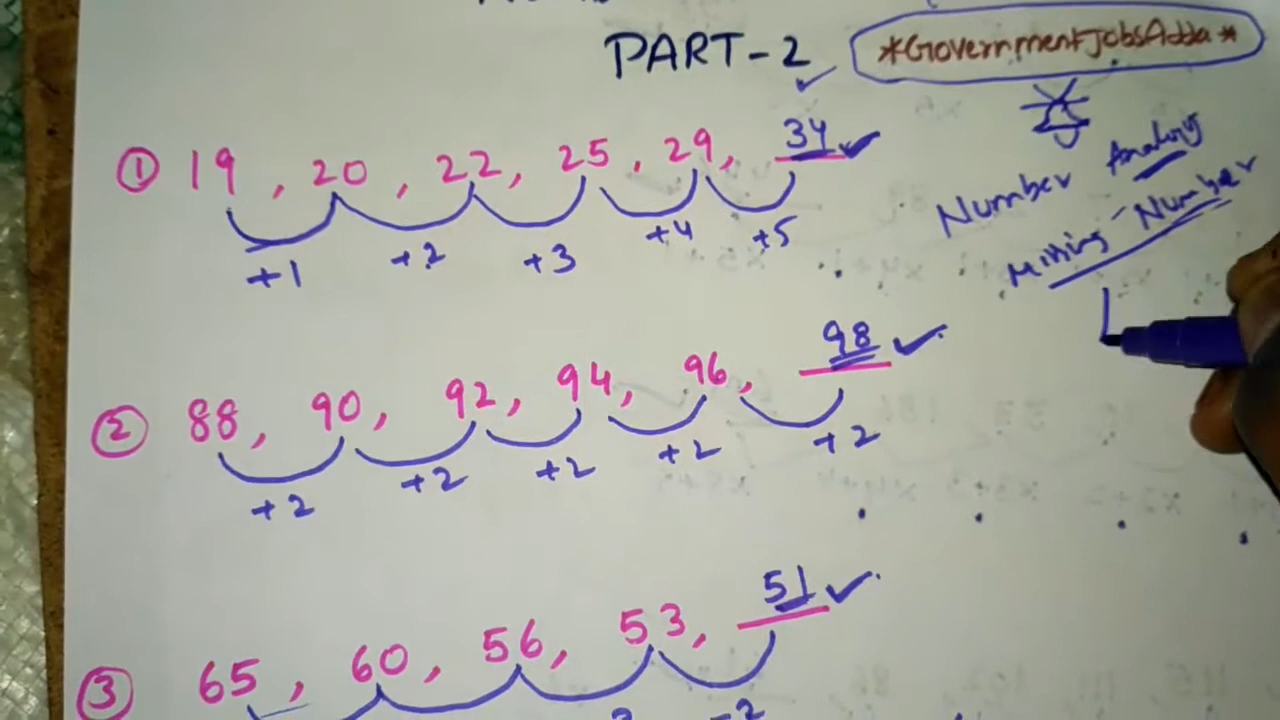 PART-2
*GovernmentJobsAdda*
① 19, 20, 22, 25, 29, 34
+1 +2 +3 +4 +5
Number Analogy
Missing Number
② 88, 90, 92, 94, 96, 98
+2 +2 +2 +2 +2
③ 65, 60, 56, 53, 51
-2